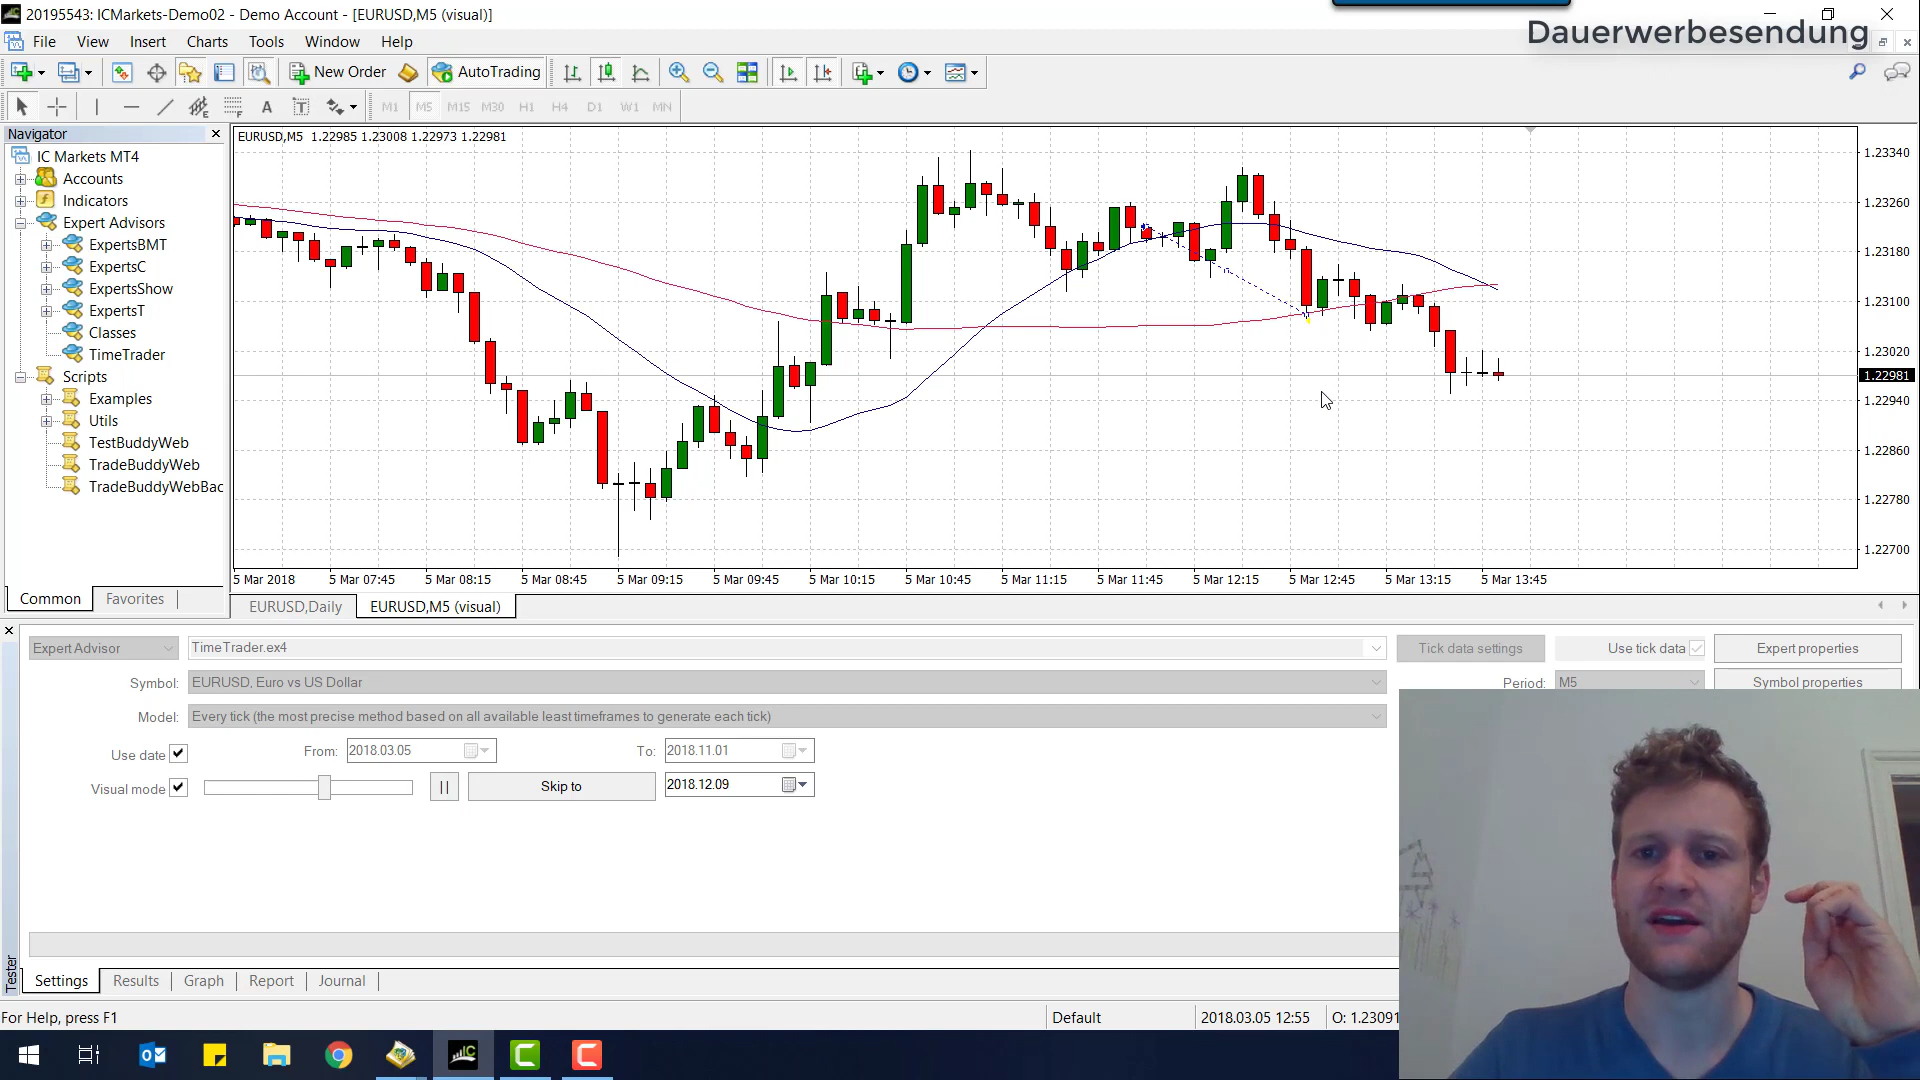 20195543: ICMarkets-Demo02 - Demo Account - [EURUSD,M5 (visual)]
Dauerwerbesendung
File View Insert Charts Tools Window Help
New Order AutoTrading
A T M1 M5 M15 M30 H1 H4 D1 W1 MN
Navigator
IC Markets MT4
Accounts
Indicators
Expert Advisors
ExpertsBMT
ExpertsC
ExpertsShow
ExpertsT
Classes
TimeTrader
Scripts
Examples
Utils
TestBuddyWeb
TradeBuddyWeb
TradeBuddyWebBac
Common Favorites
EURUSD,M5 1.22985 1.23008 1.22973 1.22981
1.23340
1.23260
1.23180
1.23100
1.23020
1.22981
1.22940
1.22860
1.22780
1.22700
5 Mar 2018 5 Mar 07:45 5 Mar 08:15 5 Mar 08:45 5 Mar 09:15 5 Mar 09:45 5 Mar 10:15 5 Mar 10:45 5 Mar 11:15 5 Mar 11:45 5 Mar 12:15 5 Mar 12:45 5 Mar 13:15 5 Mar 13:45
EURUSD,Daily EURUSD,M5 (visual)
Expert Advisor TimeTrader.ex4 Tick data settings Use tick data Expert properties
Symbol: EURUSD, Euro vs US Dollar Period: M5 Symbol properties
Model: Every tick (the most precise method based on all available least timeframes to generate each tick)
Use date From: 2018.03.05 To: 2018.11.01
Visual mode Skip to 2018.12.09
Tester
Settings Results Graph Report Journal
For Help, press F1 Default 2018.03.05 12:55 O: 1.23091